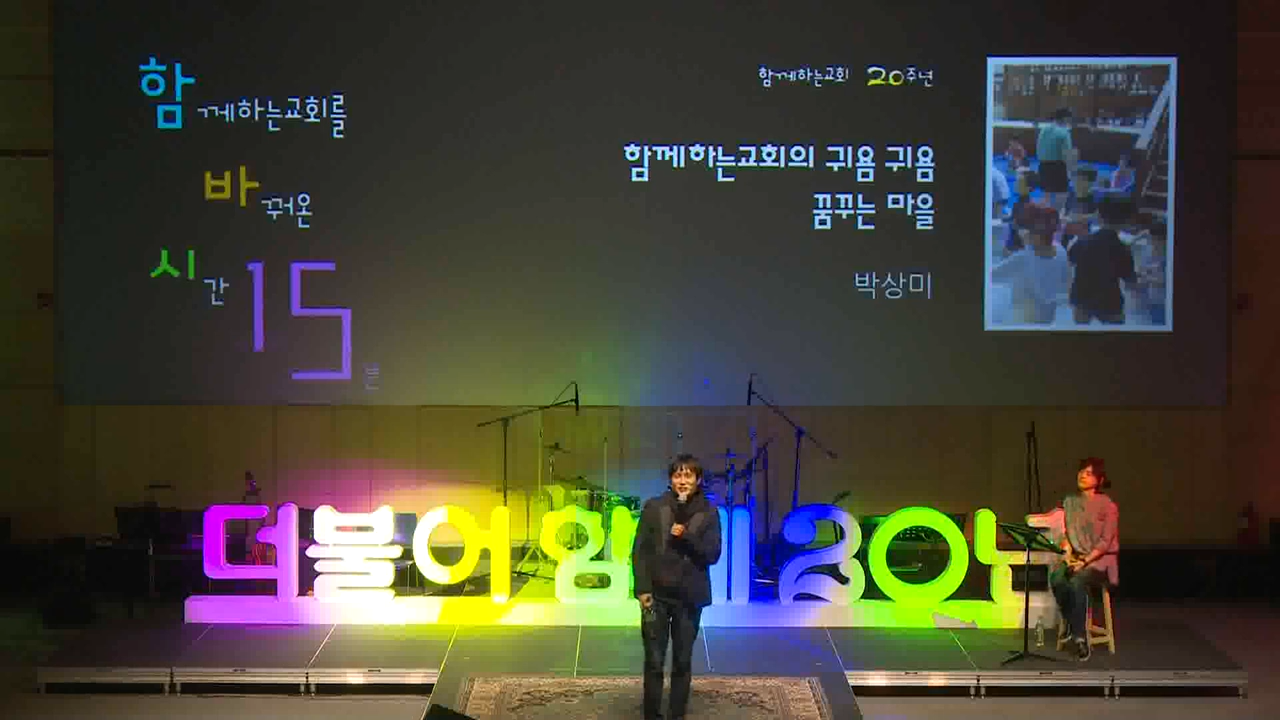 함께하는교회를
바꿔온
시간 15분
함께하는교회 20주년
함께하는교회의 귀욤 귀욤
꿈꾸는 마을
박상미
더불어 함께 20년